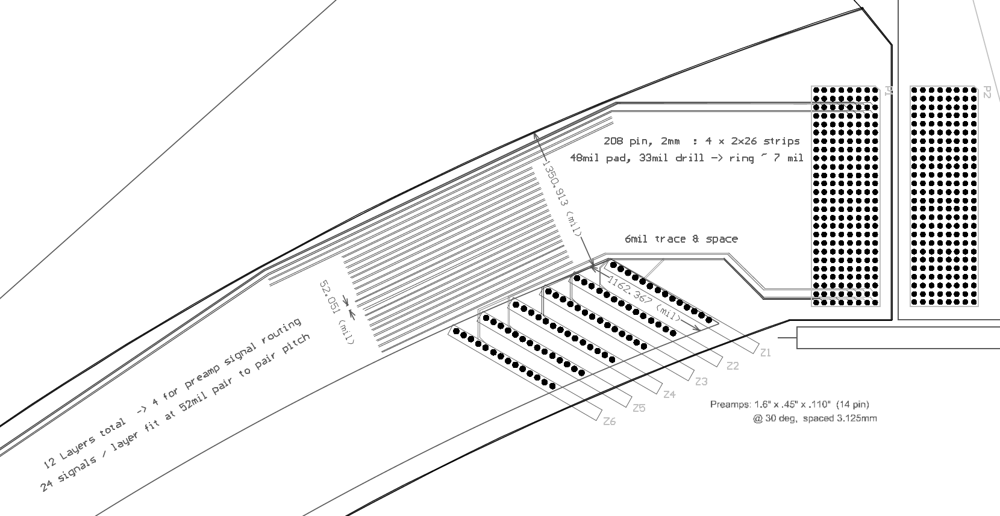 P1
P2
208 pin, 2mm : 4 x 2x26 strips
48mil pad, 33mil drill -> ring ~ 7 mil
1350.913 (mil)
6mil trace & space
1162.367 (mil)
52.051 (mil)
12 Layers total -> 4 for preamp signal routing
24 signals / layer fit at 52mil pair to pair pitch
Z1
Z2
Z3
Z4
Z5
Z6
Preamps: 1.6" x .45" x .110" (14 pin)
@ 30 deg, spaced 3.125mm